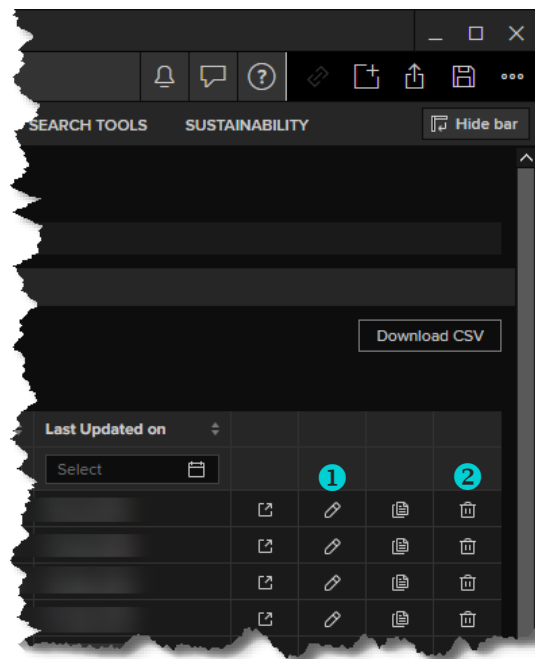 SEARCH TOOLS SUSTAINABILITY Hide bar
Download CSV
Last Updated on
Select
1 2